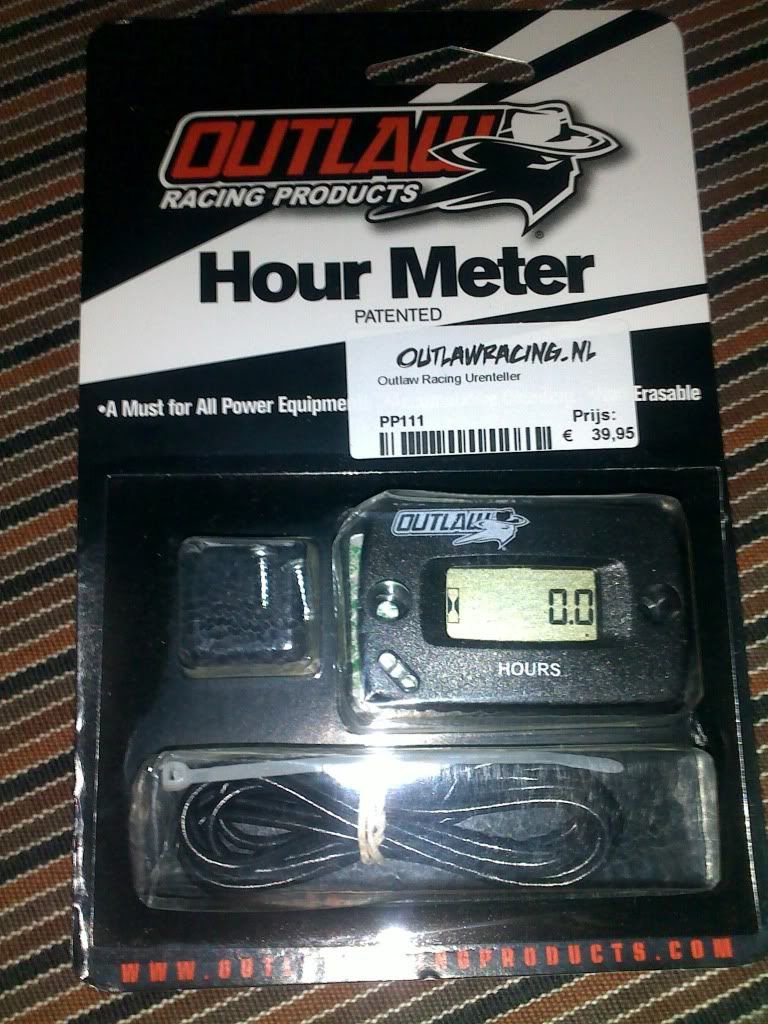 OUTLAW
RACING PRODUCTS
®
Hour Meter
PATENTED
OUTLAWRACING.NL
Outlaw Racing Urenteller
PP111
Prijs:
€ 39,95
•A Must for All Power Equipment
Erasable
OUTLAW
0.0
HOURS
WWW.OUTL GPRODUCTS.COM